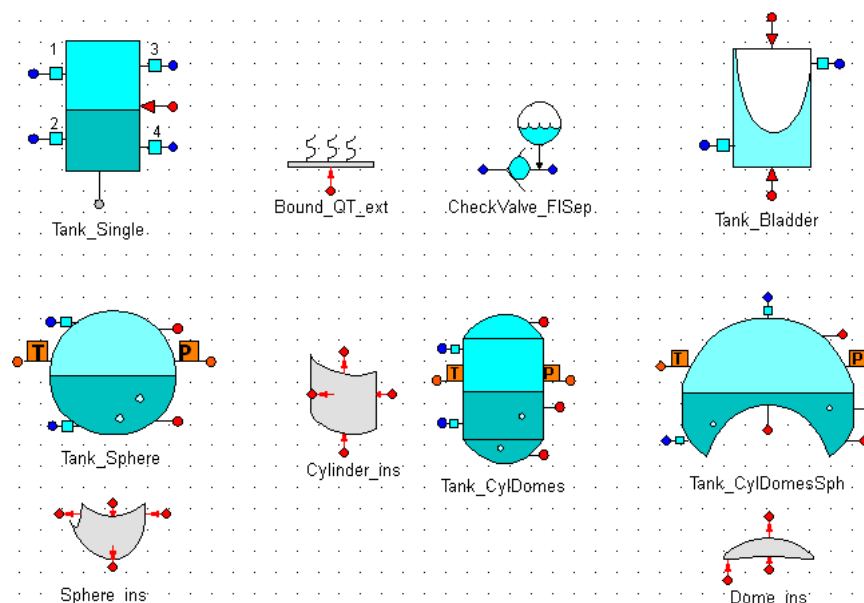 1
3
2
4
Tank_Single
Bound_QT_ext
CheckValve_FlSep
Tank_Bladder
T
P
T
P
T
P
Tank_Sphere
Cylinder_ins
Tank_CylDomes
Tank_CylDomesSph
Sphere_ins
Dome_ins